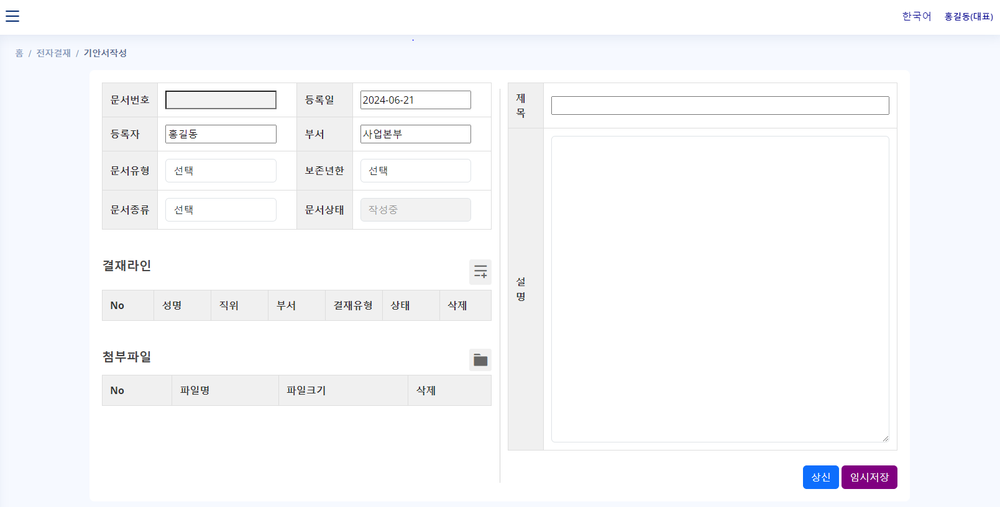 한국어 홍길동(대표)
홈 / 전자결재 / 기안서작성
문서번호 등록일 2024-06-21
등록자 홍길동 부서 사업본부
문서유형 선택 보존년한 선택
문서종류 선택 문서상태 작성중
결재라인
No 성명 직위 부서 결재유형 상태 삭제
첨부파일
No 파일명 파일크기 삭제
제
목
설
명
상신 임시저장